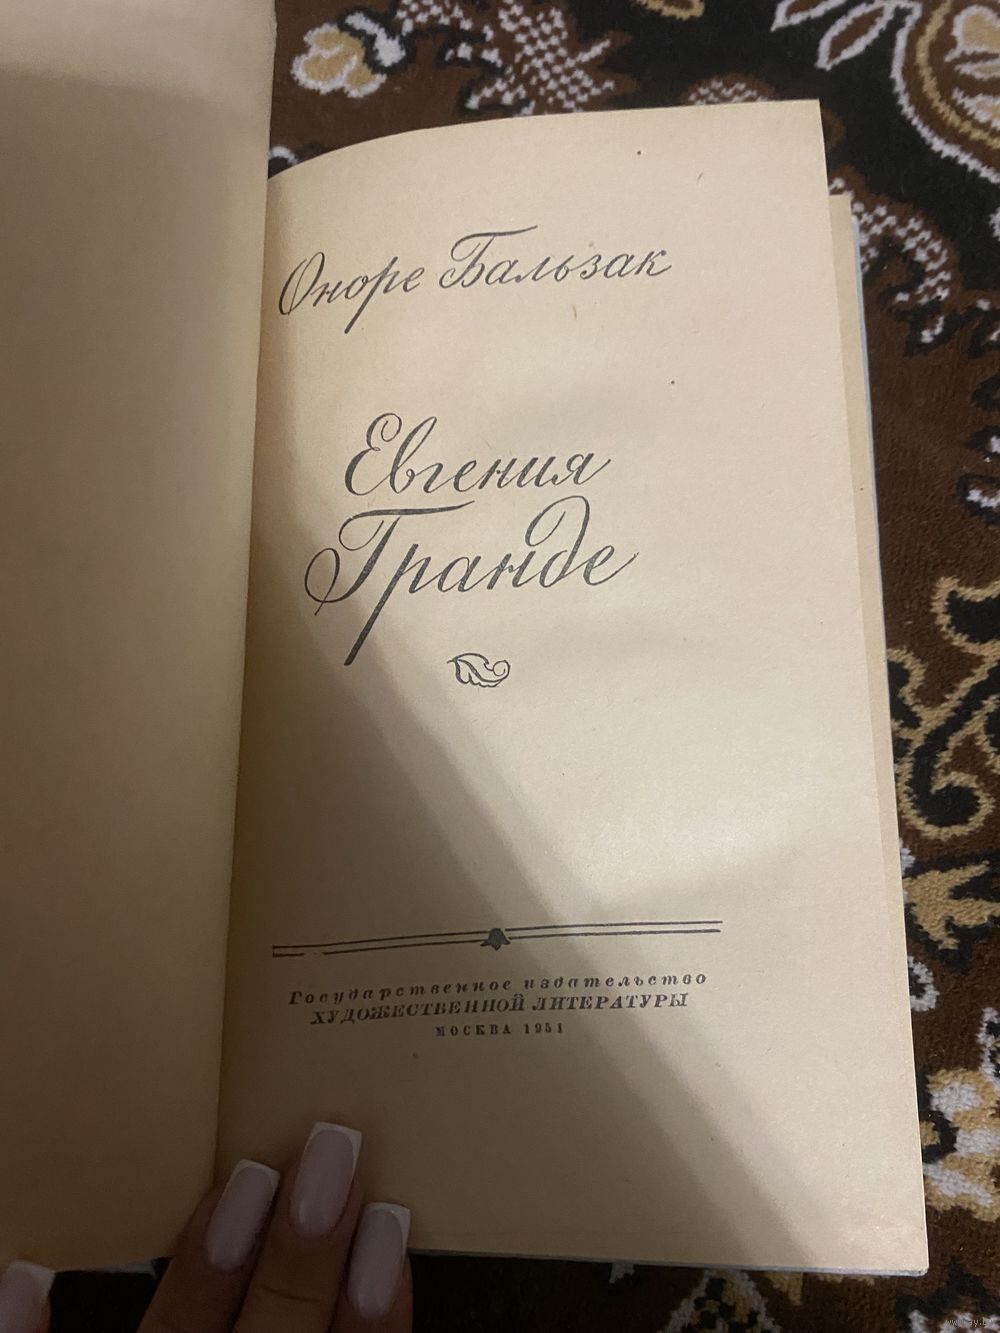 Оноре Бальзак
Евгения
Гранде
Государственное издательство
ХУДОЖЕСТВЕННОЙ ЛИТЕРАТУРЫ
МОСКВА 1951